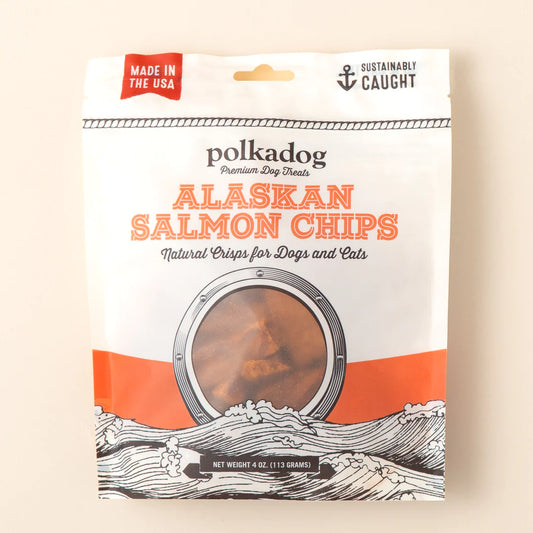 MADE IN
THE USA
SUSTAINABLY
CAUGHT
polkadog
Premium Dog Treats
ALASKAN
SALMON CHIPS
Natural Crisps for Dogs and Cats
NET WEIGHT 4 OZ. (113 GRAMS)